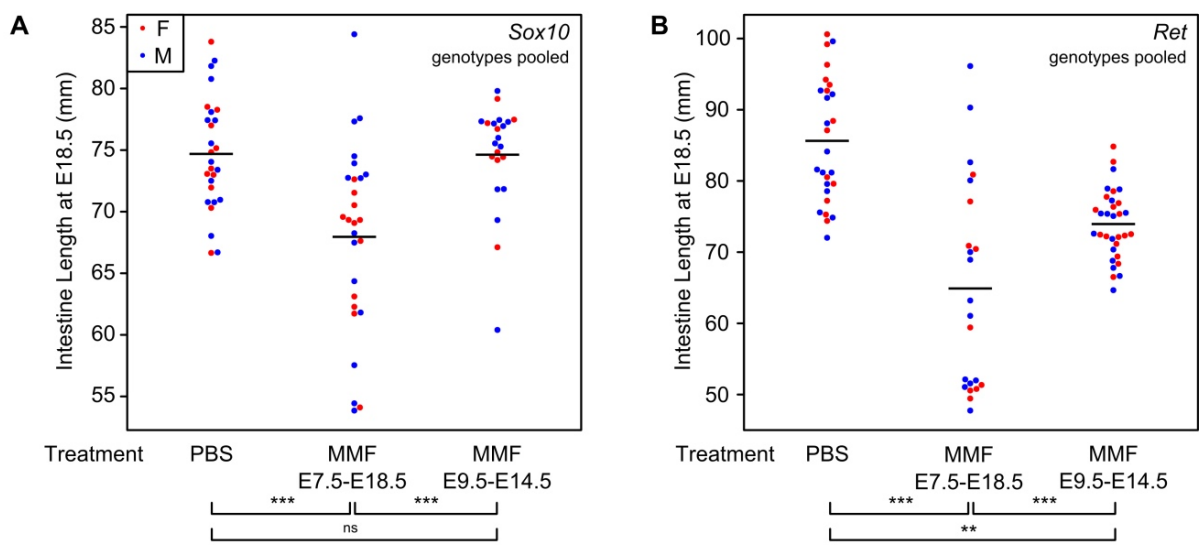 A
F
M
Sox10
genotypes pooled
Intestine Length at E18.5 (mm)
85
80
75
70
65
60
55
Treatment
PBS
MMF
E7.5-E18.5
MMF
E9.5-E14.5
***
***
ns
B
Ret
genotypes pooled
Intestine Length at E18.5 (mm)
100
90
80
70
60
50
PBS
MMF
E7.5-E18.5
MMF
E9.5-E14.5
***
***
**